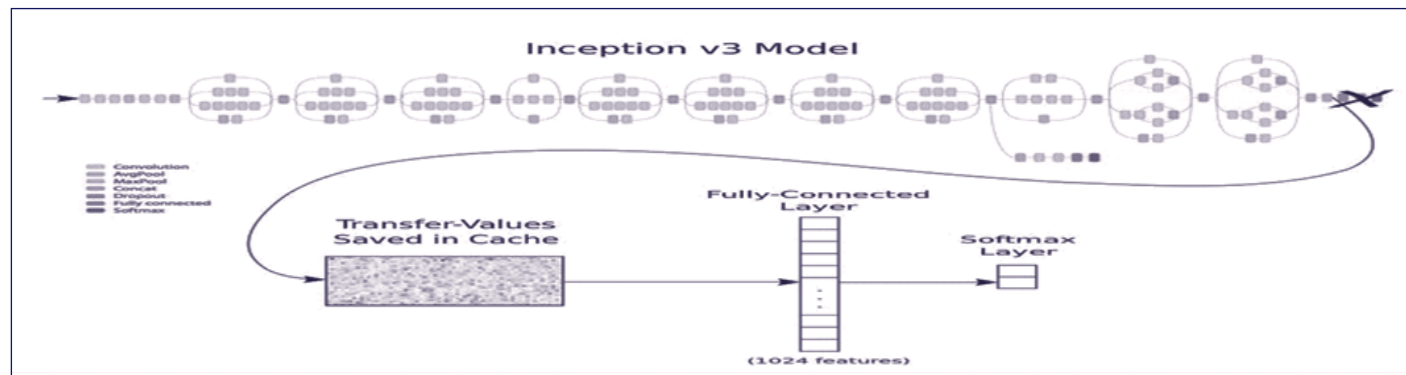 Inception v3 Model
Convolution
AvgPool
MaxPool
Concat
Dropout
Fully connected
Softmax
Transfer-Values
Saved in Cache
Fully-Connected
Layer
(1024 features)
Softmax
Layer